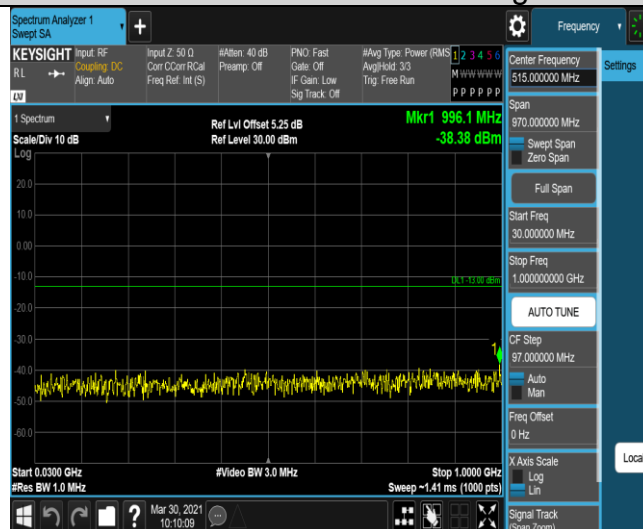 Spectrum Analyzer 1
Swept SA
+
Frequency
KEYSIGHT
RL
Input: RF
Coupling: DC
Align: Auto
Input Z: 50 Ω
Corr CCorr RCal
Freq Ref: Int (S)
#Atten: 40 dB
Preamp: Off
PNO: Fast
Gate: Off
IF Gain: Low
Sig Track: Off
#Avg Type: Power (RMS
Avg|Hold: 3/3
Trig: Free Run
1 2 3 4 5 6
M W W W W W
P P P P P P
LXI
1 Spectrum
Scale/Div 10 dB
Log
Ref Lvl Offset 5.25 dB
Ref Level 30.00 dBm
Mkr1 996.1 MHz
-38.38 dBm
20.0
10.0
0.00
-10.0
DL1 -13.00 dBm
-20.0
-30.0
1
-40.0
-50.0
-60.0
Start 0.0300 GHz
#Res BW 1.0 MHz
#Video BW 3.0 MHz
Stop 1.0000 GHz
Sweep ~1.41 ms (1000 pts)
?
Mar 30, 2021
10:10:09
Center Frequency
515.000000 MHz
Span
970.000000 MHz
Swept Span
Zero Span
Full Span
Start Freq
30.000000 MHz
Stop Freq
1.000000000 GHz
AUTO TUNE
CF Step
97.000000 MHz
Auto
Man
Freq Offset
0 Hz
X Axis Scale
Log
Lin
Signal Track
(Span Zoom)
Settings
Local